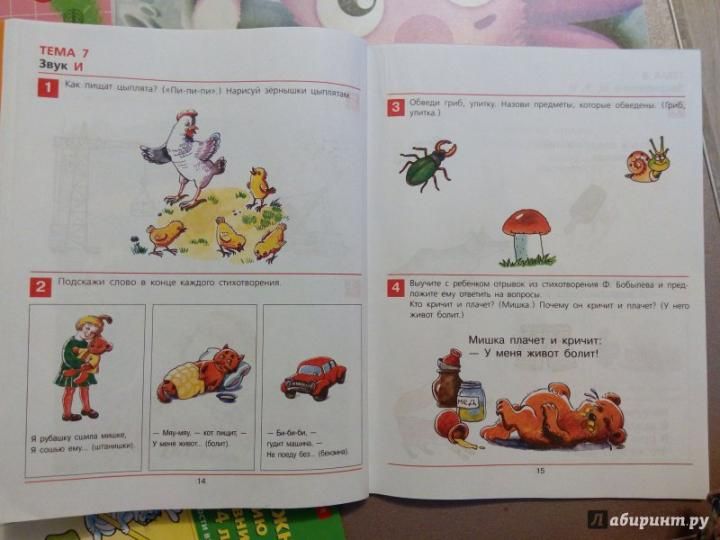 ТЕМА 7
Звук И
1 Как пищат цыплята? («Пи-пи-пи».) Нарисуй зёрнышки цыплятам.
2 Подскажи слово в конце каждого стихотворения.
Я рубашку сшила мишке,
Я сошью ему... (штанишки).
— Мяу-мяу, — кот пищит, —
У меня живот... (болит).
— Би-би-би, —
гудит машина, —
Не поеду без... (бензина).
14
3 Обведи гриб, улитку. Назови предметы, которые обведены. (Гриб,
улитка.)
4 Выучите с ребенком отрывок из стихотворения Ф. Бобылева и пред-
ложите ему ответить на вопросы.
Кто кричит и плачет? (Мишка.) Почему он кричит и плачет? (У него
живот болит.)
Мишка плачет и кричит:
— У меня живот болит!
МЕД
15
Лабиринт.ру